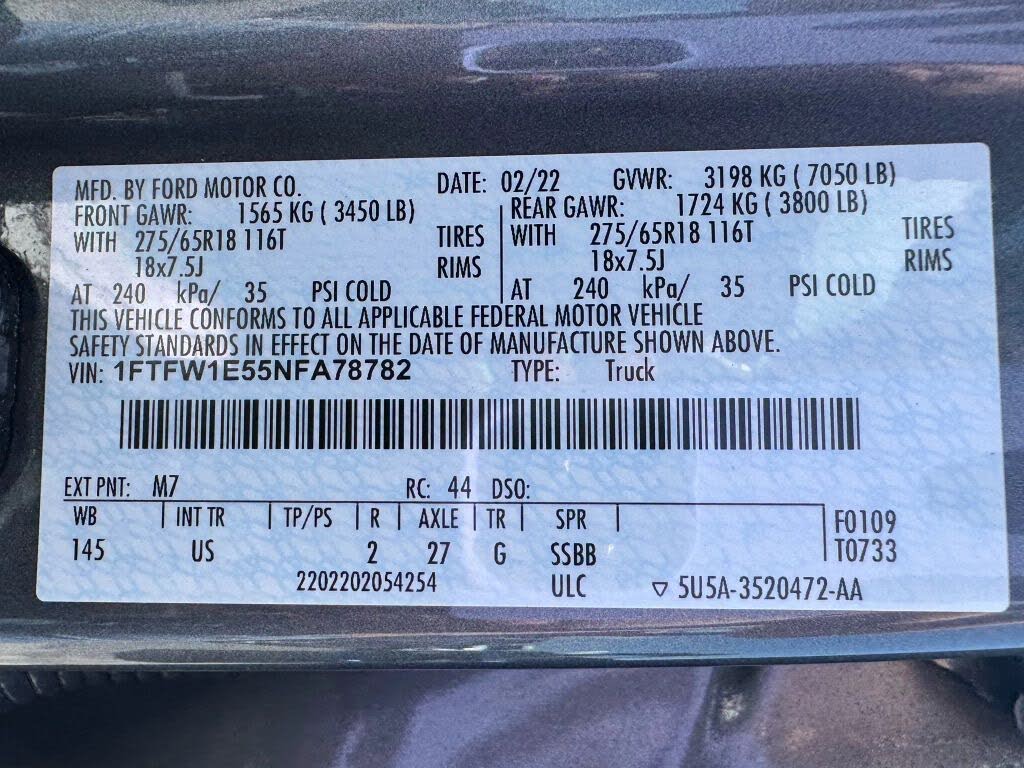 MFD. BY FORD MOTOR CO. DATE: 02/22 GVWR: 3198 KG ( 7050 LB)
FRONT GAWR: 1565 KG ( 3450 LB) REAR GAWR: 1724 KG ( 3800 LB)
WITH 275/65R18 116T TIRES WITH 275/65R18 116T TIRES
18x7.5J RIMS 18x7.5J RIMS
AT 240 kPa/ 35 PSI COLD AT 240 kPa/ 35 PSI COLD
THIS VEHICLE CONFORMS TO ALL APPLICABLE FEDERAL MOTOR VEHICLE
SAFETY STANDARDS IN EFFECT ON THE DATE OF MANUFACTURE SHOWN ABOVE.
VIN: 1FTFW1E55NFA78782 TYPE: Truck
EXT PNT: M7 RC: 44 DSO:
WB | INT TR | TP/PS | R | AXLE | TR | SPR | F0109
145 US 2 27 G SSBB T0733
2202202054254 ULC ▽ 5U5A-3520472-AA